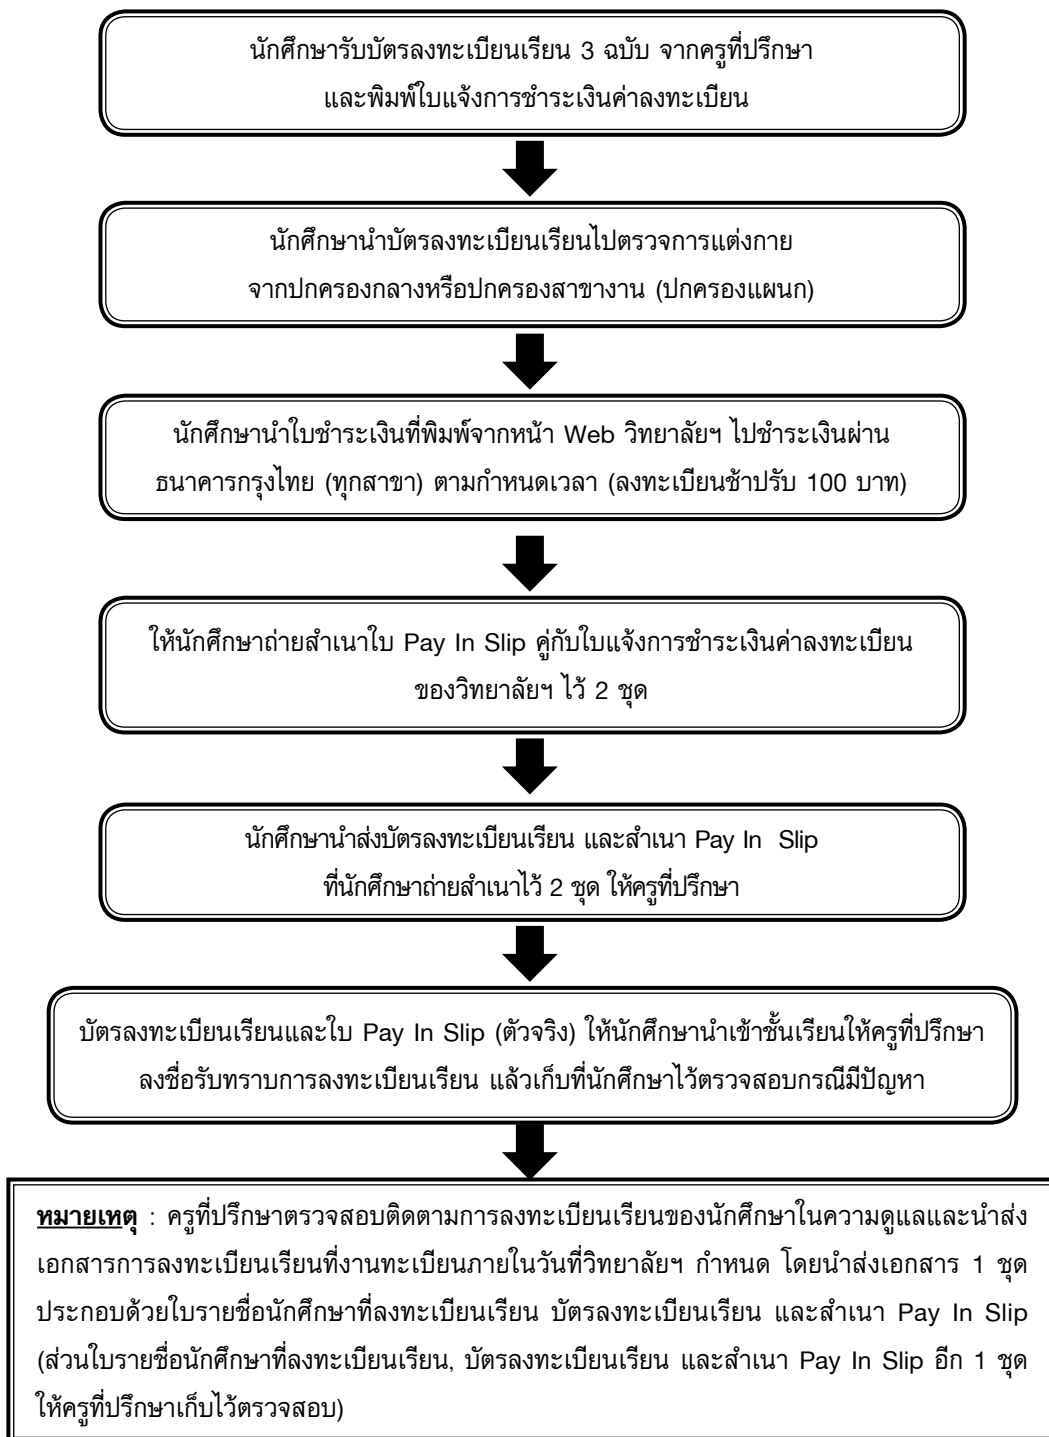 นักศึกษารับบัตรลงทะเบียนเรียน 3 ฉบับ จากครูที่ปรึกษา
และพิมพ์ใบแจ้งการชำระเงินค่าลงทะเบียน
นักศึกษานำบัตรลงทะเบียนเรียนไปตรวจการแต่งกาย
จากปกครองกลางหรือปกครองสาขางาน (ปกครองแผนก)
นักศึกษานำใบชำระเงินที่พิมพ์จากหน้า Web วิทยาลัยฯ ไปชำระเงินผ่าน
ธนาคารกรุงไทย (ทุกสาขา) ตามกำหนดเวลา (ลงทะเบียนช้าปรับ 100 บาท)
ให้นักศึกษาถ่ายสำเนาใบ Pay In Slip คู่กับใบแจ้งการชำระเงินค่าลงทะเบียน
ของวิทยาลัยฯ ไว้ 2 ชุด
นักศึกษานำส่งบัตรลงทะเบียนเรียน และสำเนา Pay In Slip
ที่นักศึกษาถ่ายสำเนาไว้ 2 ชุด ให้ครูที่ปรึกษา
บัตรลงทะเบียนเรียนและใบ Pay In Slip (ตัวจริง) ให้นักศึกษานำเข้าชั้นเรียนให้ครูที่ปรึกษา
ลงชื่อรับทราบการลงทะเบียนเรียน แล้วเก็บที่นักศึกษาไว้ตรวจสอบกรณีมีปัญหา
หมายเหตุ : ครูที่ปรึกษาตรวจสอบติดตามการลงทะเบียนเรียนของนักศึกษาในความดูแลและนำส่ง
เอกสารการลงทะเบียนเรียนที่งานทะเบียนภายในวันที่วิทยาลัยฯ กำหนด โดยนำส่งเอกสาร 1 ชุด
ประกอบด้วยใบรายชื่อนักศึกษาที่ลงทะเบียนเรียน บัตรลงทะเบียนเรียน และสำเนา Pay In Slip
(ส่วนใบรายชื่อนักศึกษาที่ลงทะเบียนเรียน, บัตรลงทะเบียนเรียน และสำเนา Pay In Slip อีก 1 ชุด
ให้ครูที่ปรึกษาเก็บไว้ตรวจสอบ)